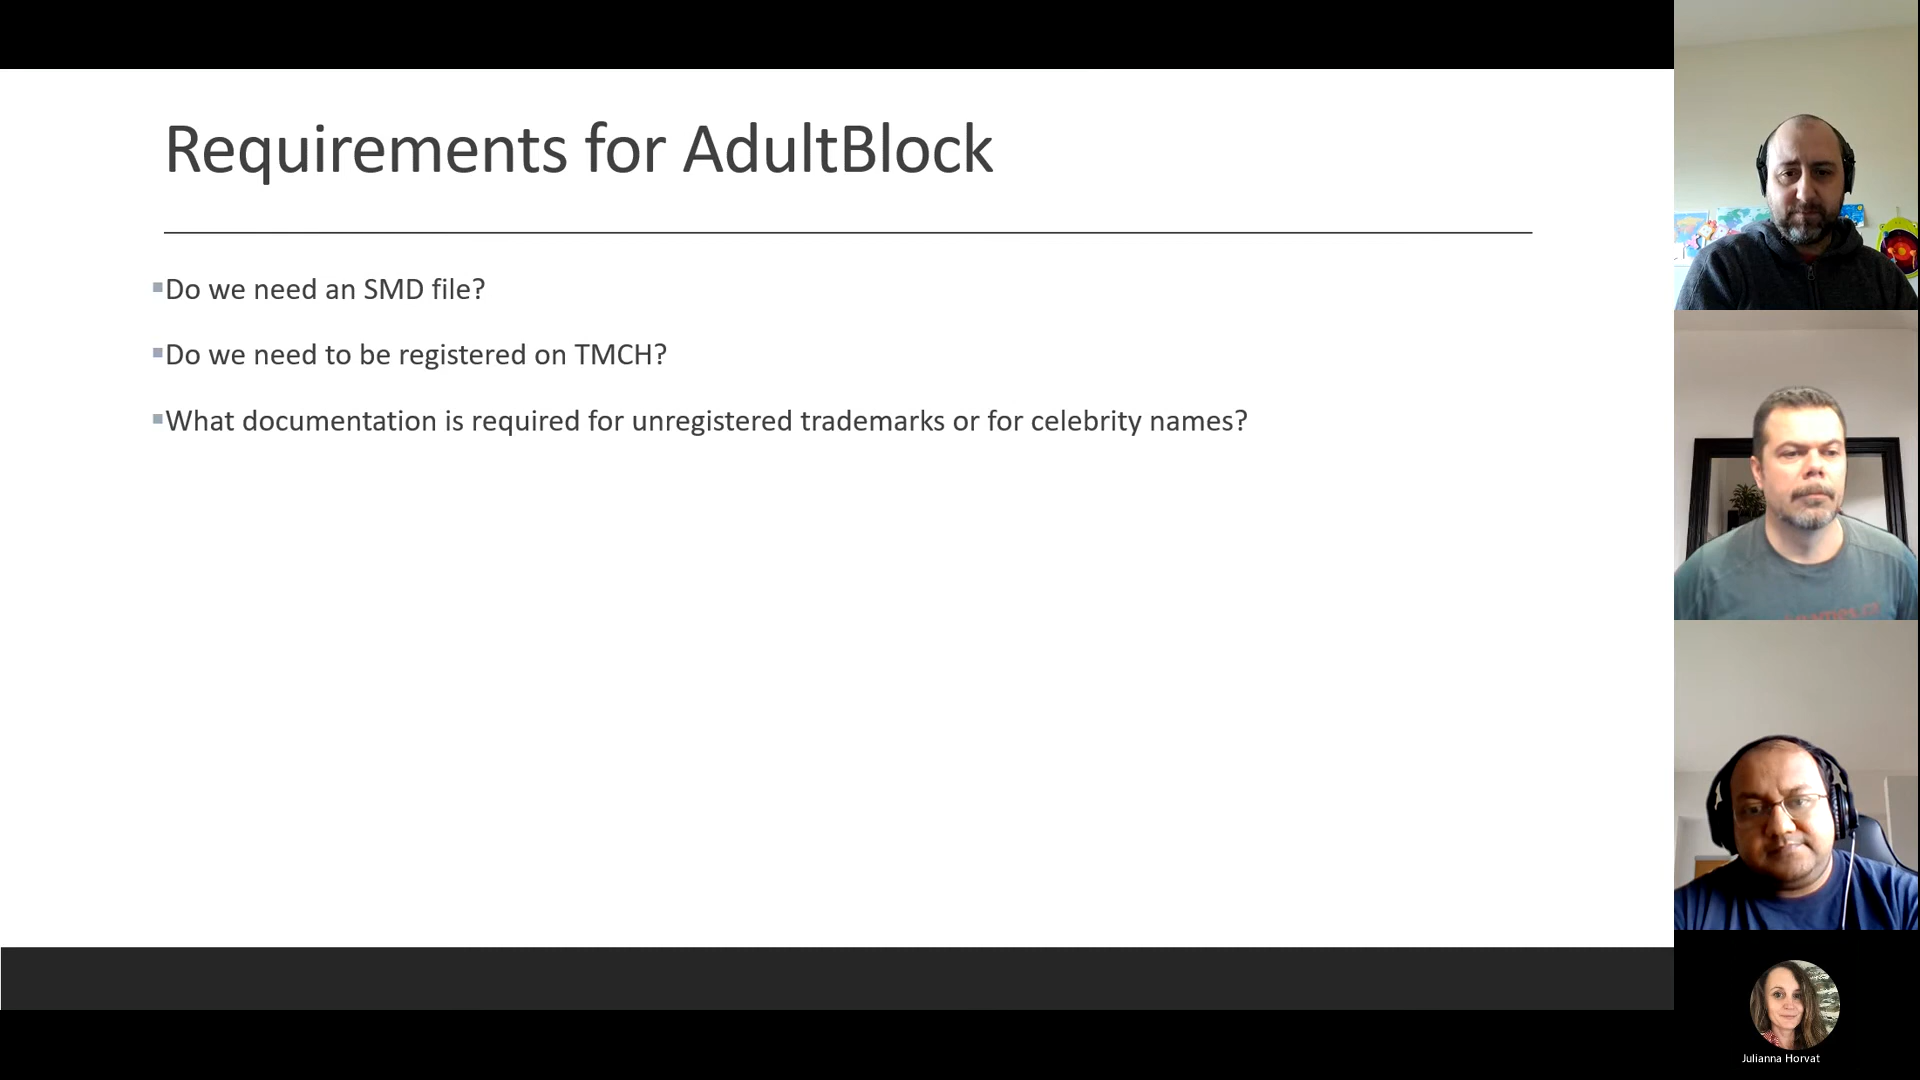 Requirements for AdultBlock
Do we need an SMD file?
Do we need to be registered on TMCH?
What documentation is required for unregistered trademarks or for celebrity names?
Julianna Horvat